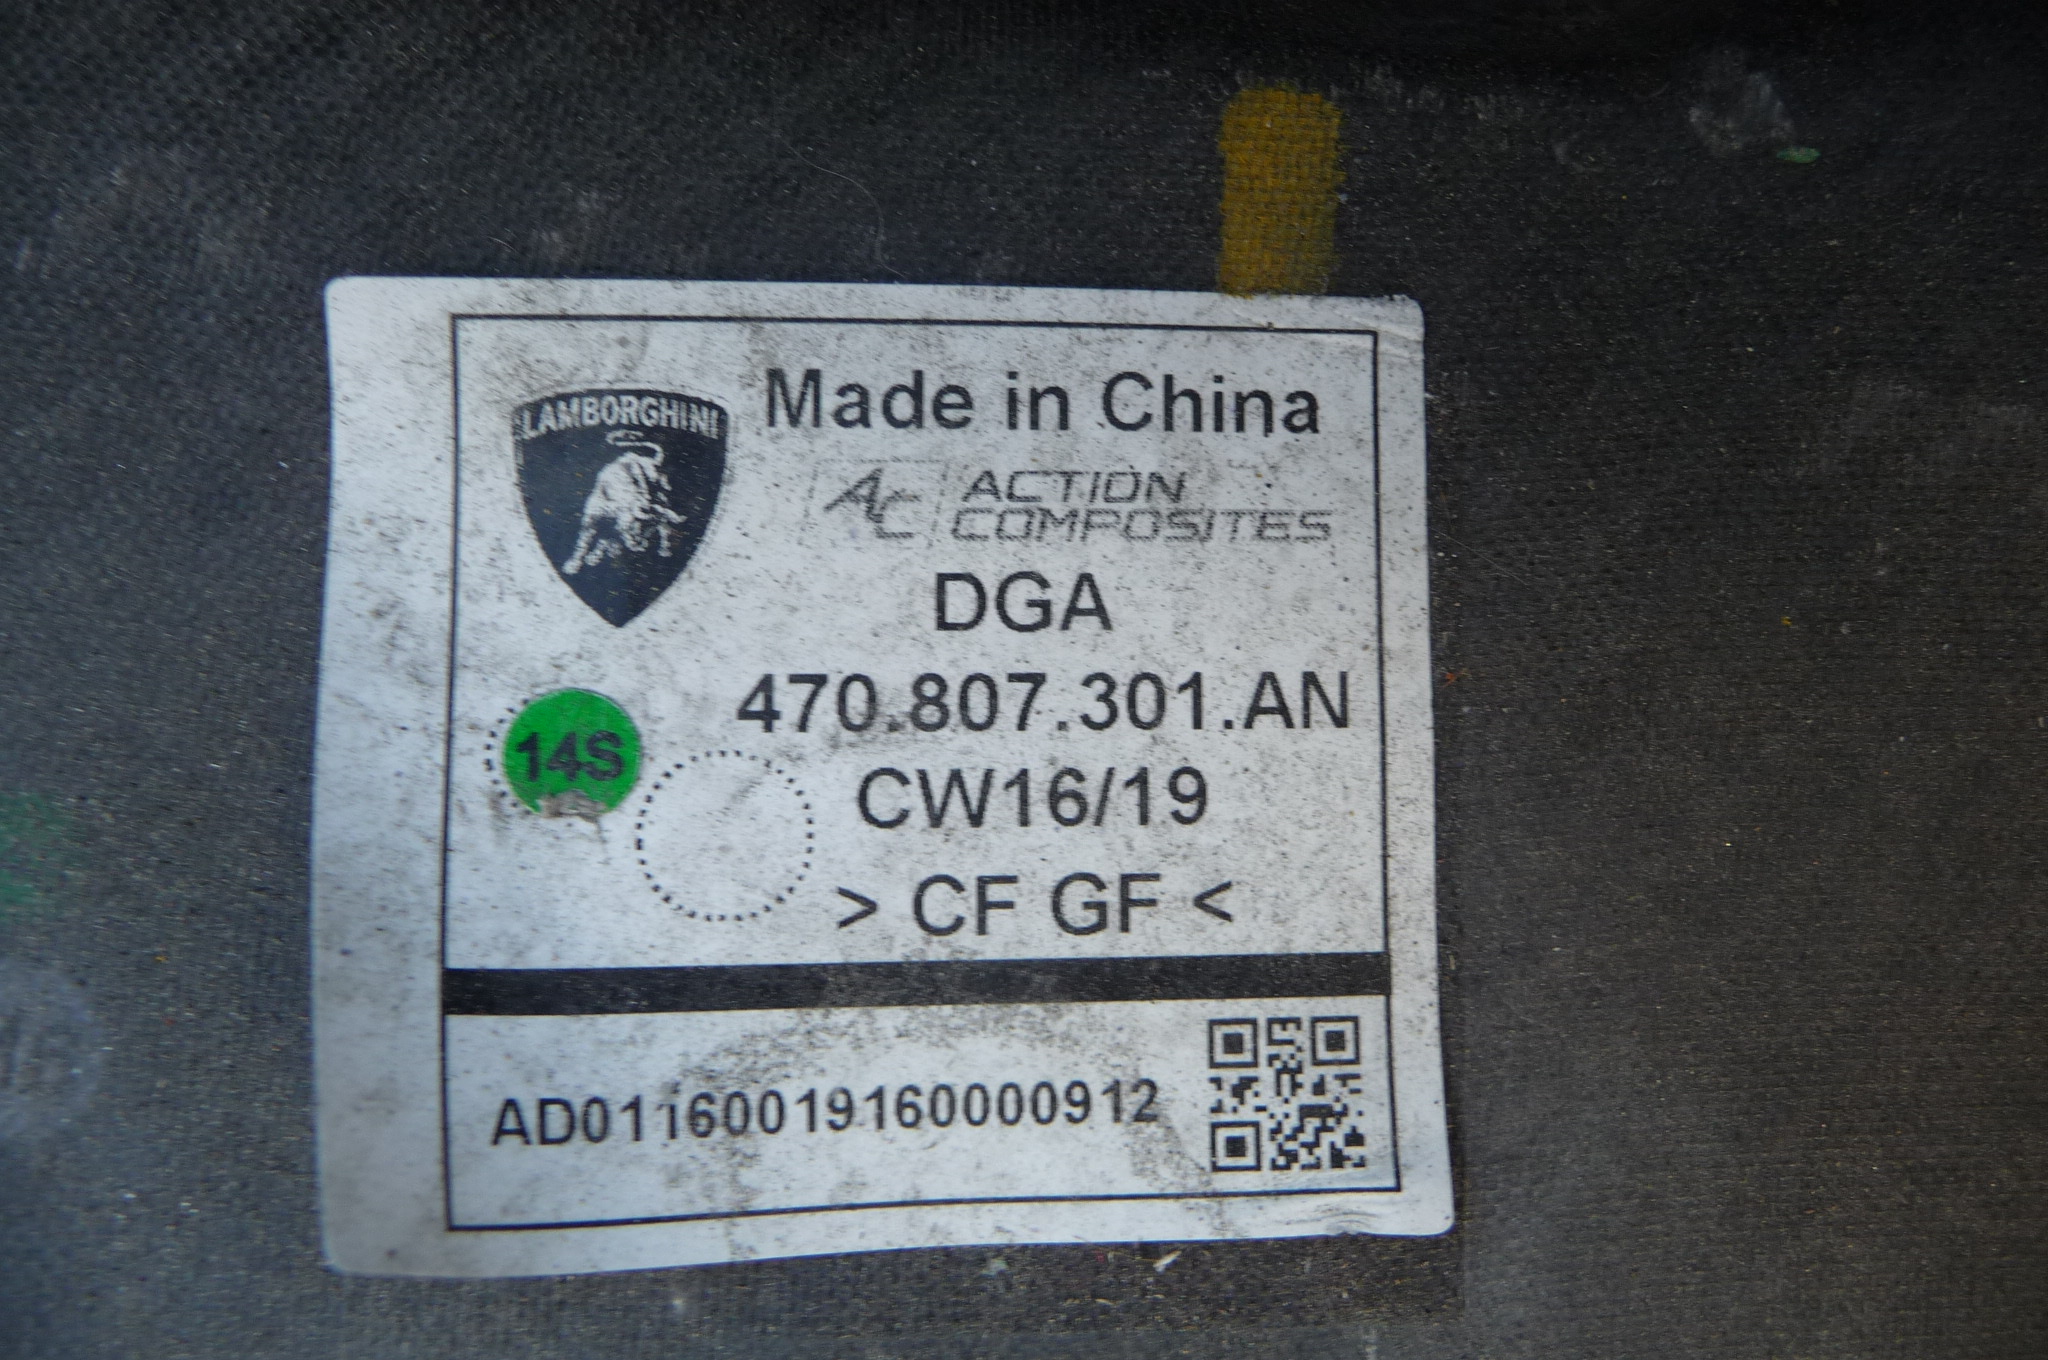 LAMBORGHINI
Made in China
AC ACTION COMPOSITES
DGA
470.807.301.AN
14S
CW16/19
> CF GF <
AD01160019160000912